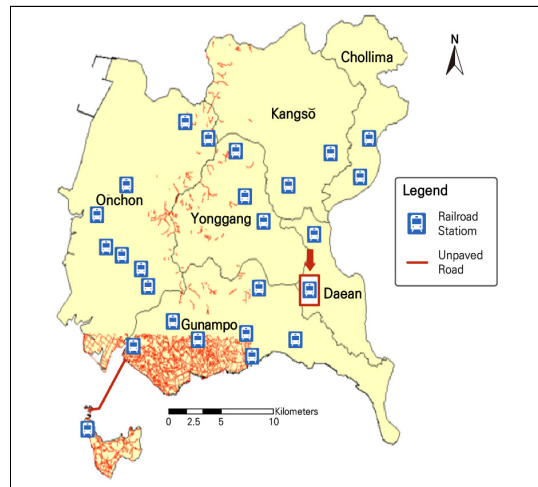 Chollima
N
Kangsŏ
Onchon
Yonggang
Daean
Gunampo
Legend
Railroad
Statiom
Unpaved
Road
Kilometers
0 2.5 5 10